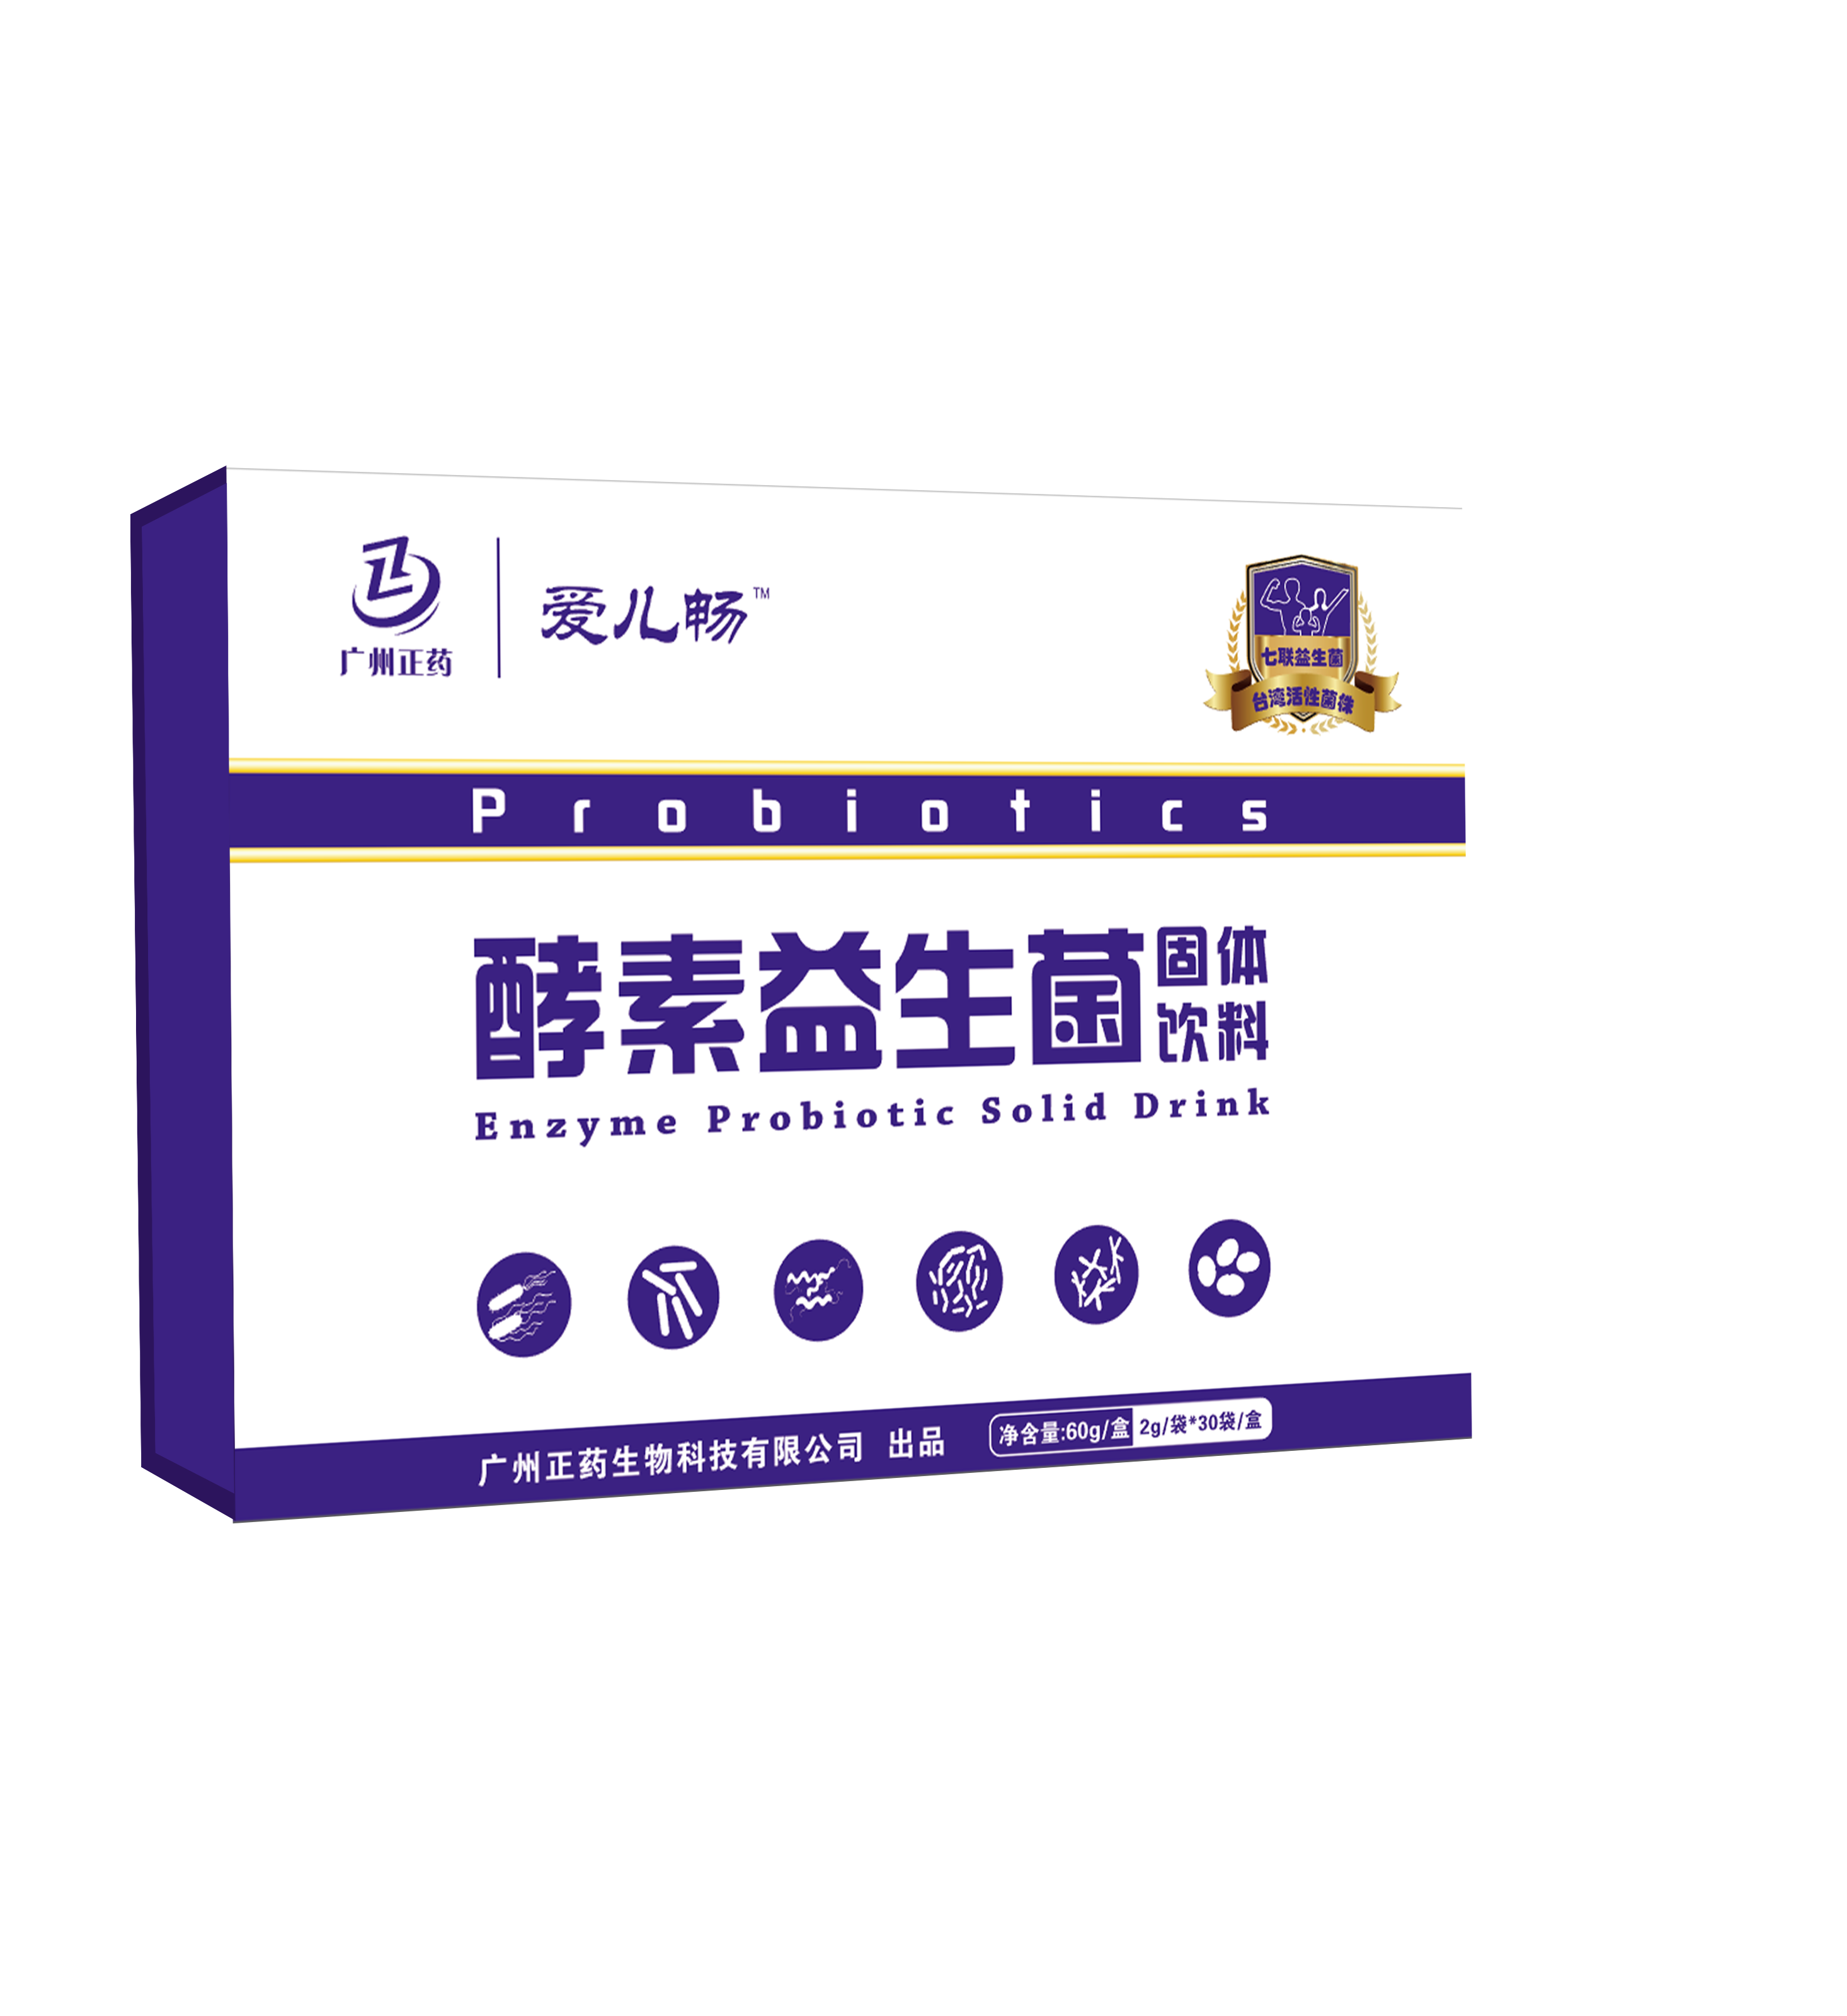 广州正药
爱儿畅™
七联益生菌
台湾活性菌株
Probiotics
酵素益生菌固体
饮料
Enzyme Probiotic Solid Drink
广州正药生物科技有限公司 出品
净含量:60g/盒 2g/袋*30袋/盒